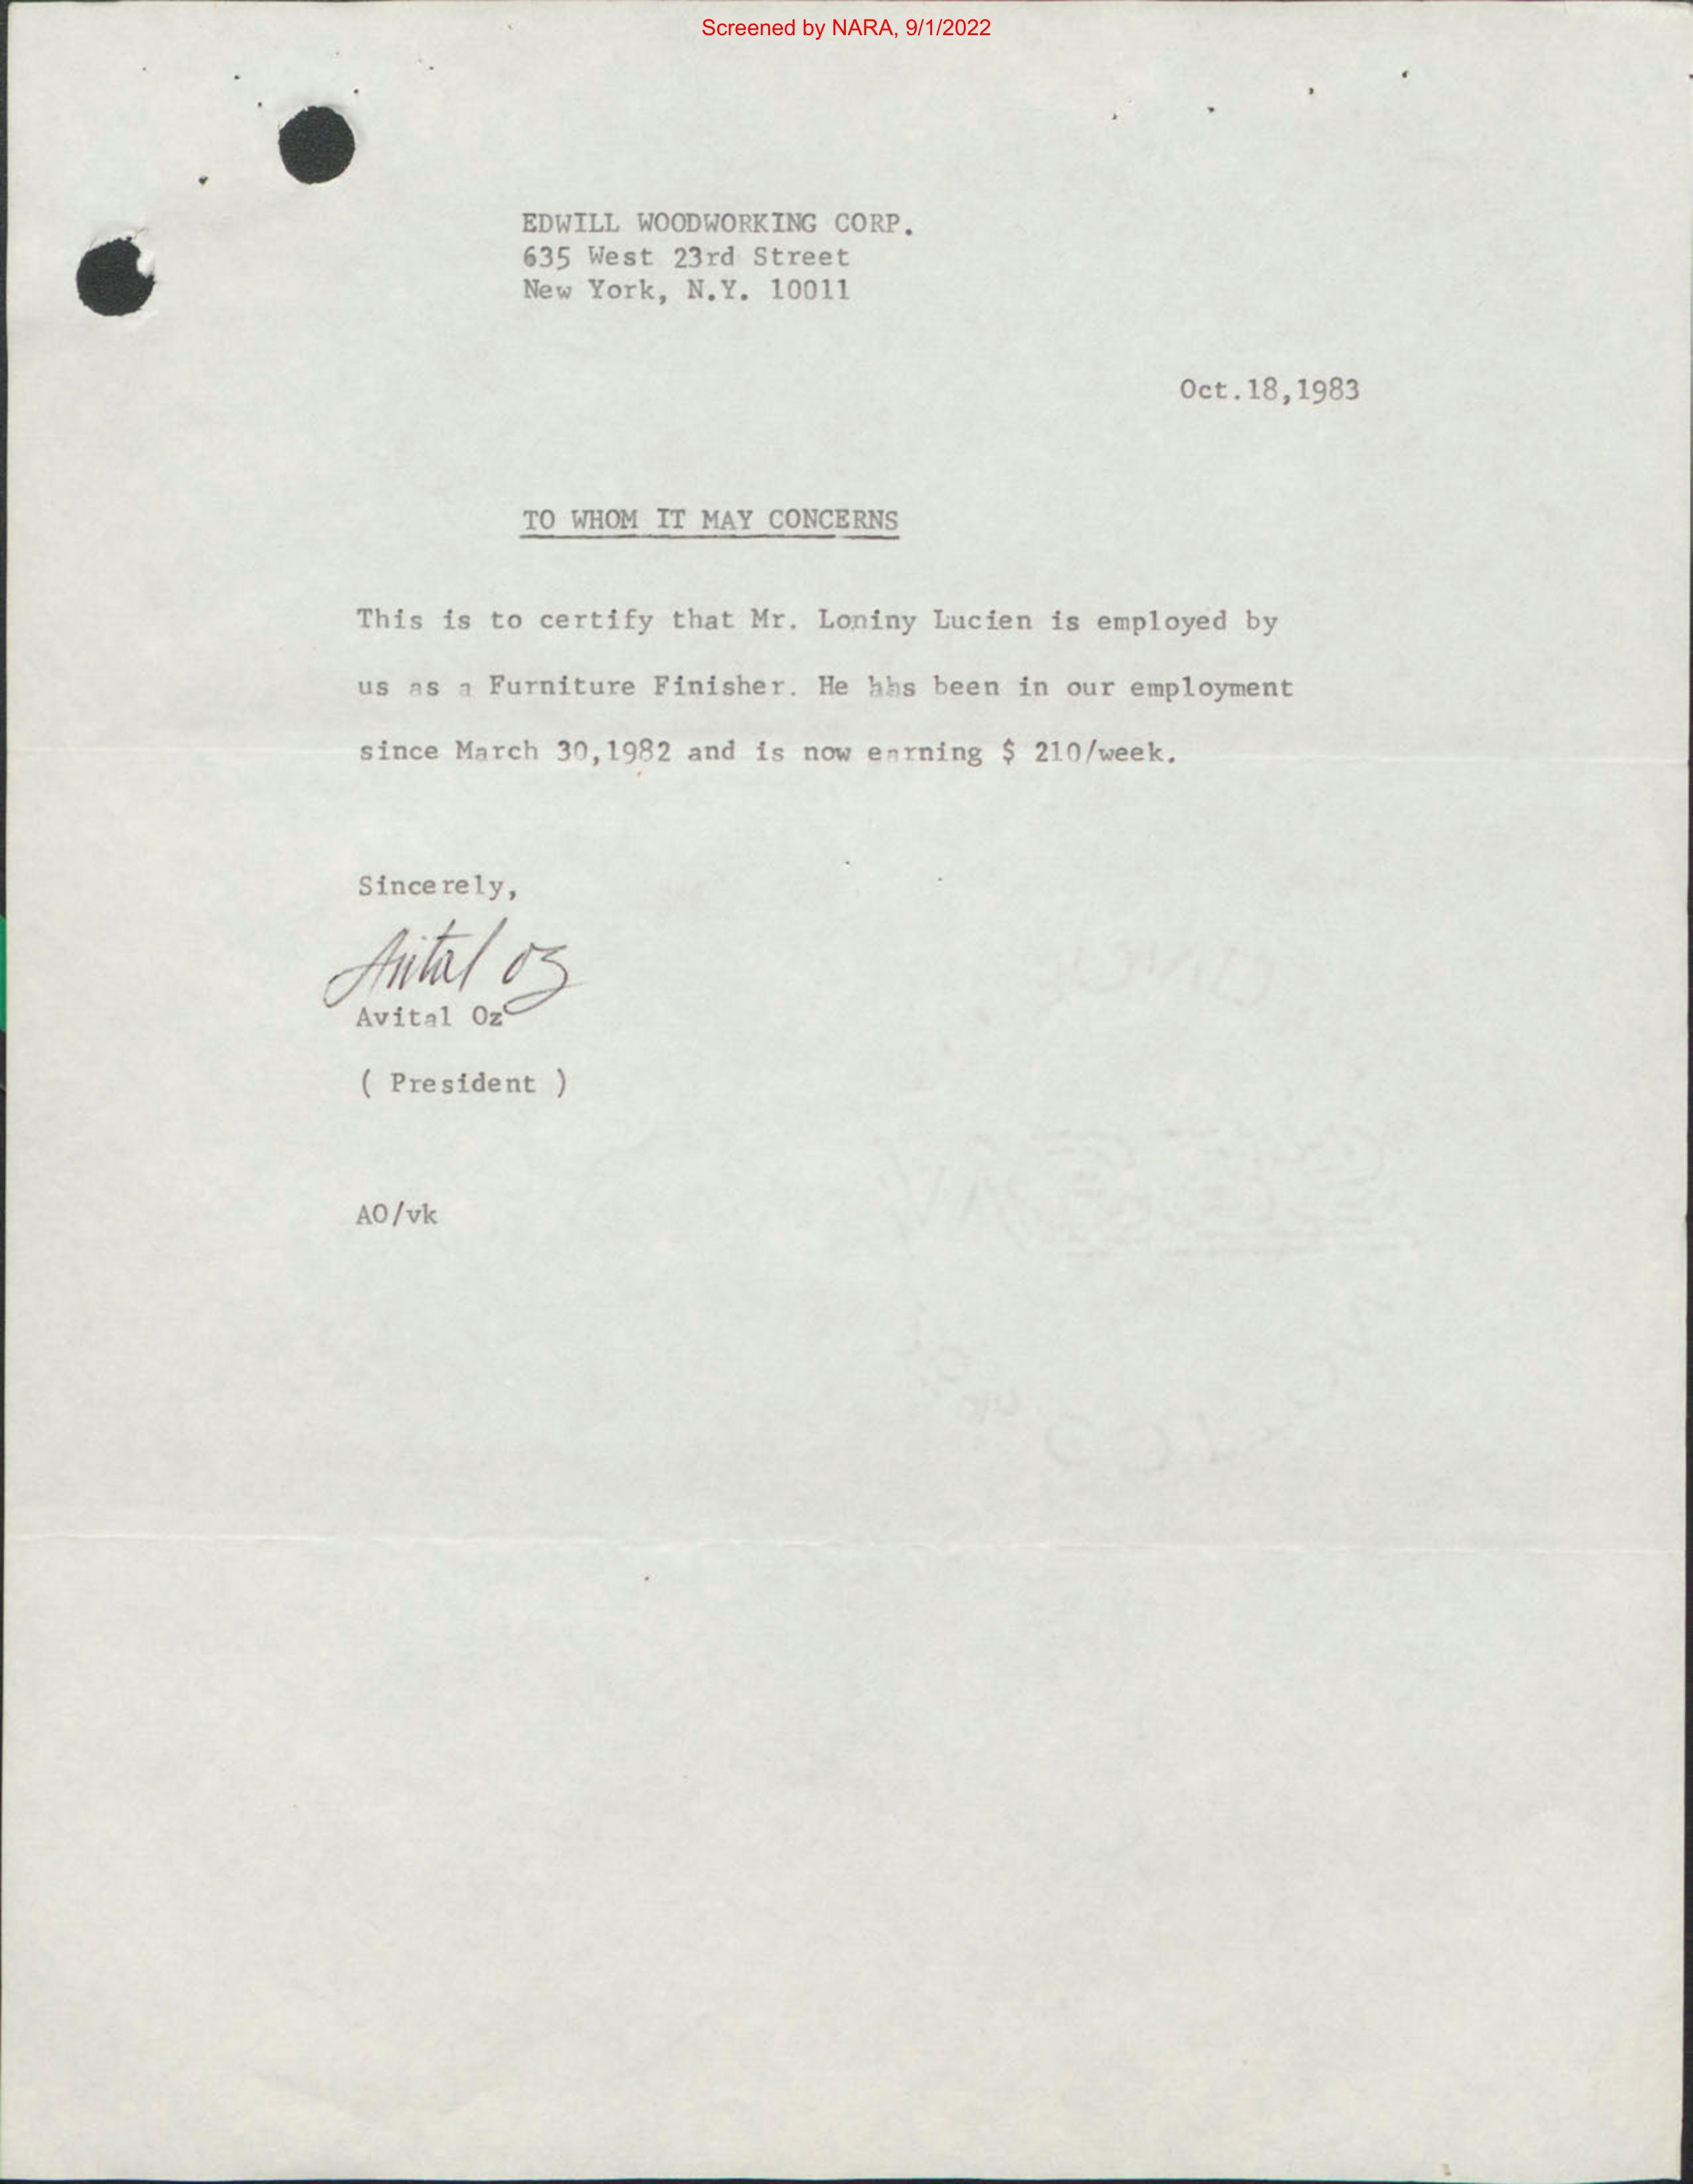 Screened by NARA, 9/1/2022
EDWILL WOODWORKING CORP.
635 West 23rd Street
New York, N.Y. 10011
Oct.18,1983
TO WHOM IT MAY CONCERNS
This is to certify that Mr. Loniny Lucien is employed by
us as a Furniture Finisher. He hhs been in our employment
since March 30,1982 and is now earning $ 210/week.
Sincerely,
Avital Oz
Avital Oz
( President )
AO/vk